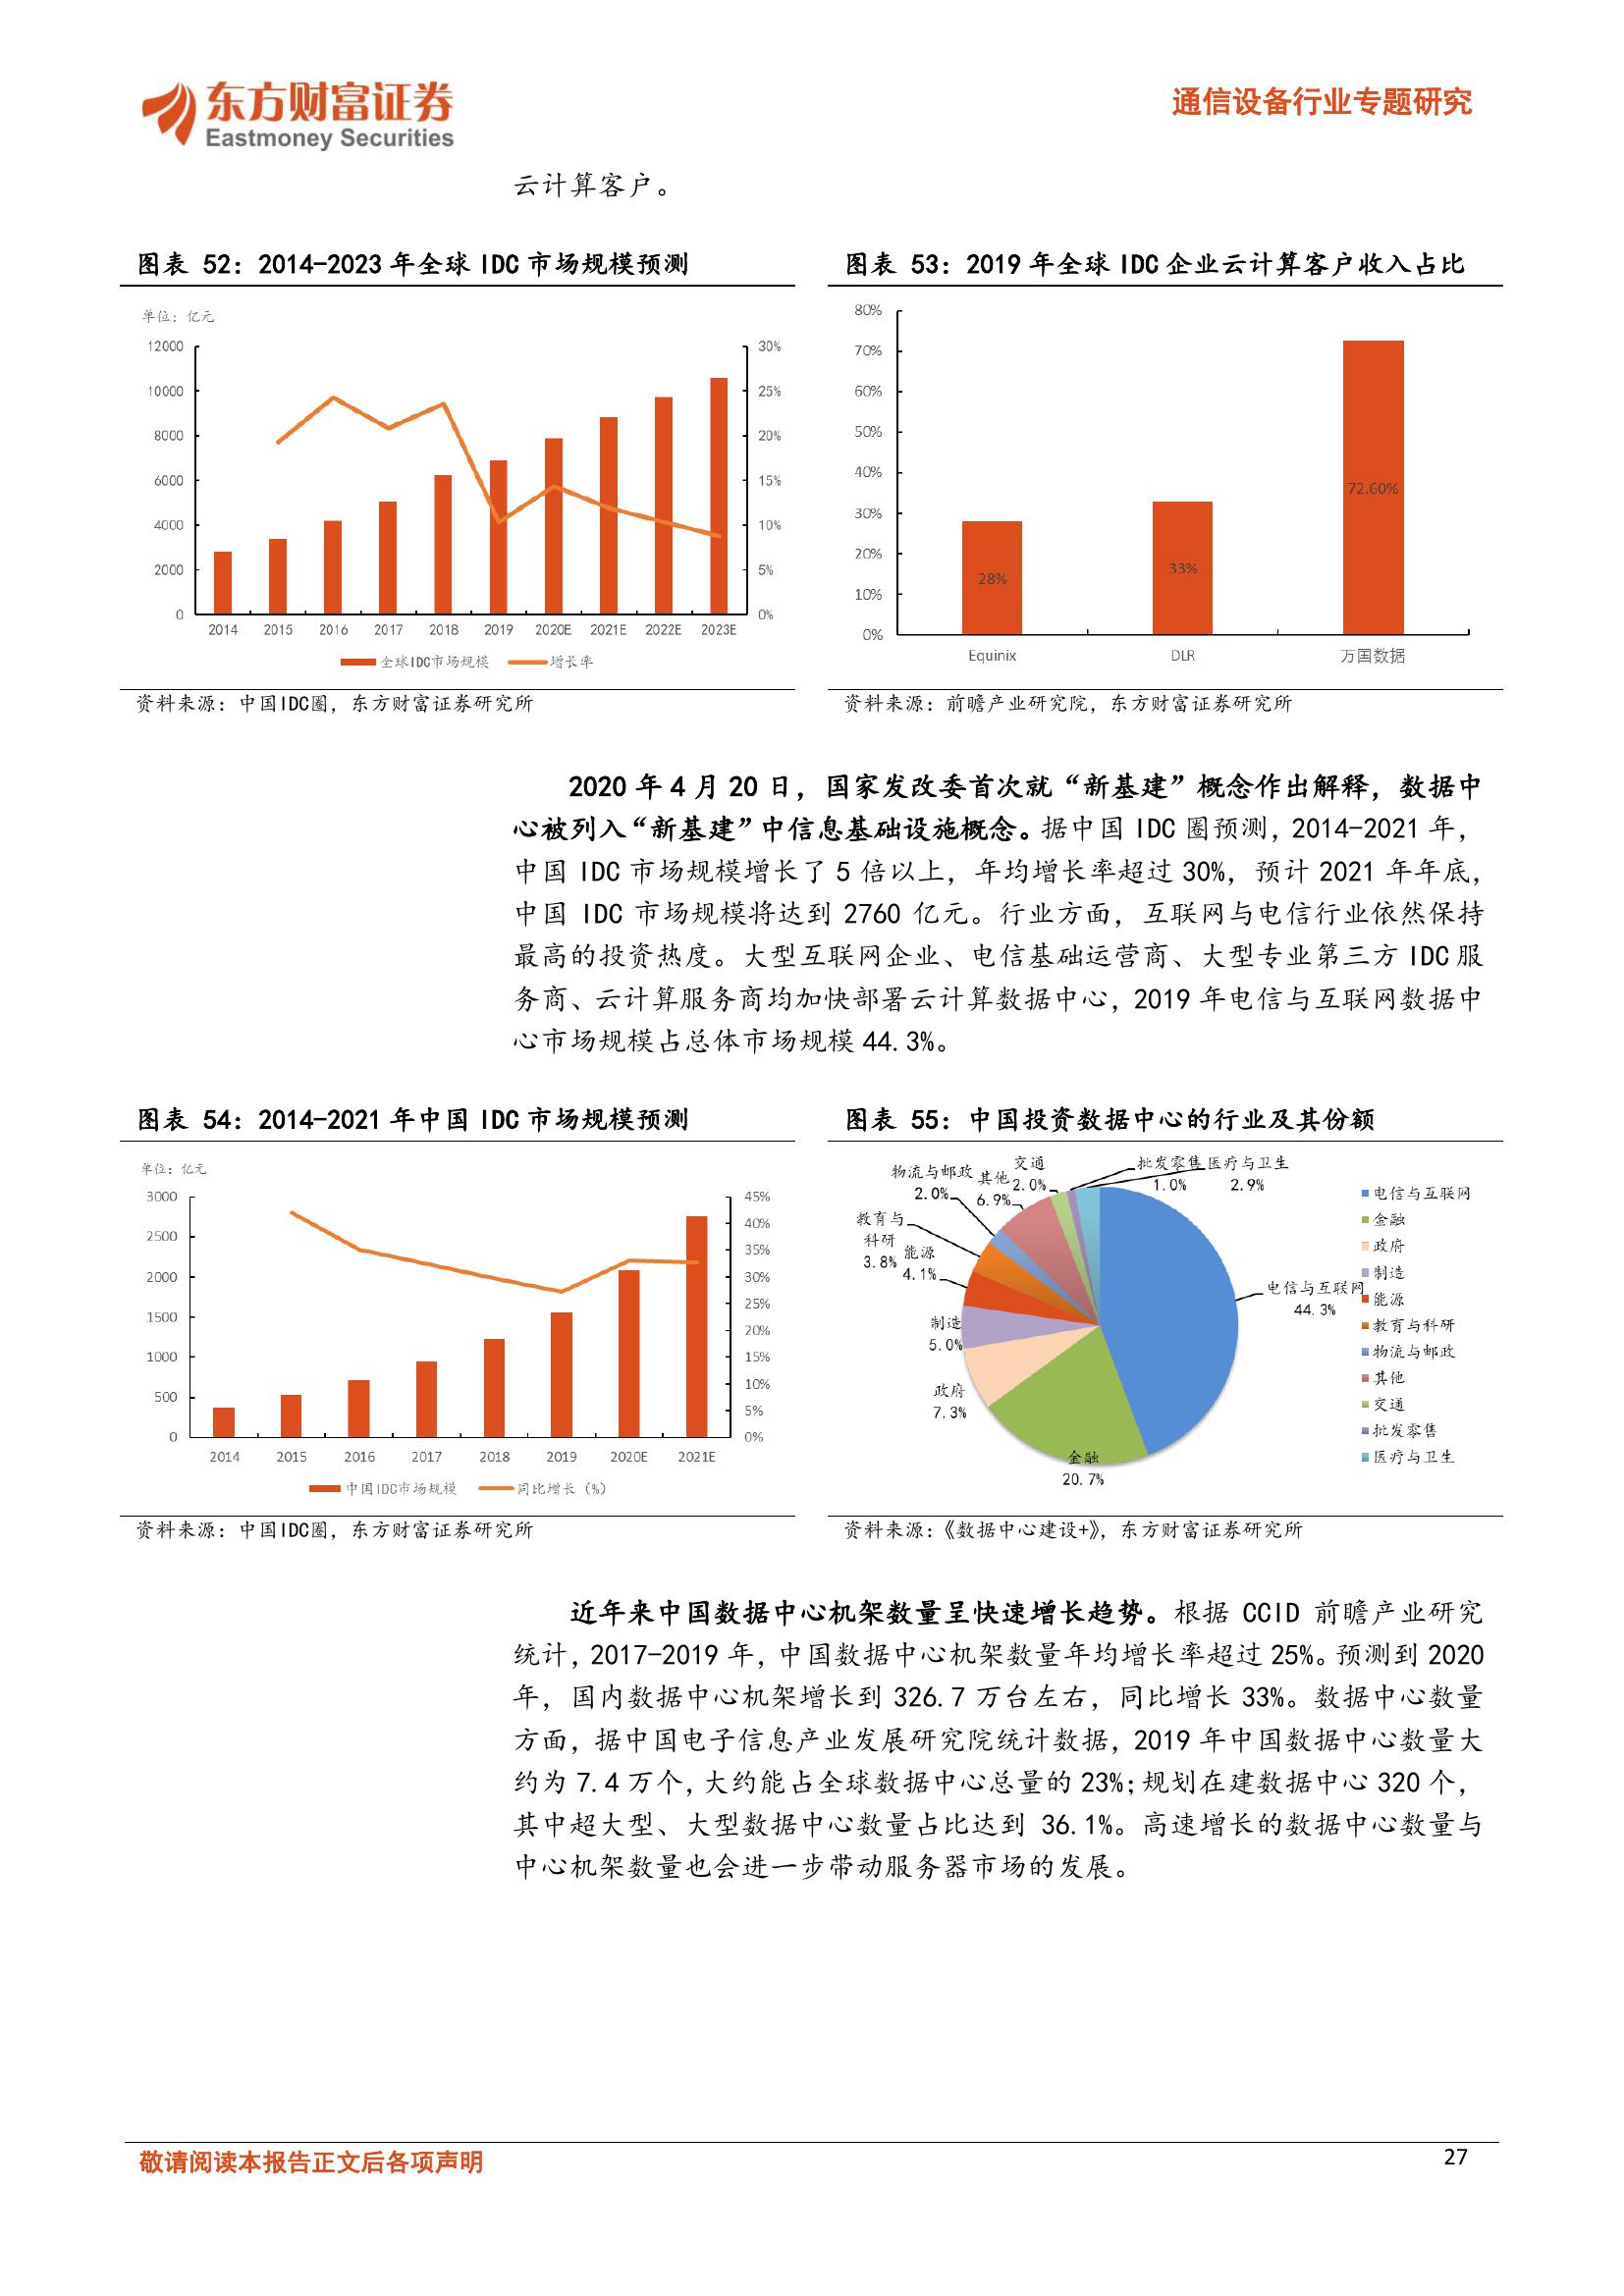 东方财富证券
Eastmoney Securities
通信设备行业专题研究
云计算客户。
图表 52：2014-2023 年全球 IDC 市场规模预测
单位：亿元
12000
10000
8000
6000
4000
2000
0
30%
25%
20%
15%
10%
5%
0%
2014 2015 2016 2017 2018 2019 2020E 2021E 2022E 2023E
全球IDC市场规模 增长率
资料来源：中国IDC圈，东方财富证券研究所
图表 53：2019 年全球 IDC 企业云计算客户收入占比
80%
70%
60%
50%
40%
30%
20%
10%
0%
28%
33%
72.60%
Equinix DLR 万国数据
资料来源：前瞻产业研究院，东方财富证券研究所
2020 年 4 月 20 日，国家发改委首次就“新基建”概念作出解释，数据中
心被列入“新基建”中信息基础设施概念。据中国 IDC 圈预测，2014-2021 年，
中国 IDC 市场规模增长了 5 倍以上，年均增长率超过 30%，预计 2021 年年底，
中国 IDC 市场规模将达到 2760 亿元。行业方面，互联网与电信行业依然保持
最高的投资热度。大型互联网企业、电信基础运营商、大型专业第三方 IDC 服
务商、云计算服务商均加快部署云计算数据中心，2019 年电信与互联网数据中
心市场规模占总体市场规模 44.3%。
图表 54：2014-2021 年中国 IDC 市场规模预测
单位：亿元
3000
2500
2000
1500
1000
500
0
45%
40%
35%
30%
25%
20%
15%
10%
5%
0%
2014 2015 2016 2017 2018 2019 2020E 2021E
中国IDC市场规模 同比增长（%）
资料来源：中国IDC圈，东方财富证券研究所
图表 55：中国投资数据中心的行业及其份额
电信与互联网
44.3%
金融
20.7%
政府
7.3%
制造
5.0%
能源
4.1%
教育与
科研
3.8%
物流与邮政
2.0%
其他
6.9%
交通
2.0%
批发零售
1.0%
医疗与卫生
2.9%
电信与互联网
金融
政府
制造
能源
教育与科研
物流与邮政
其他
交通
批发零售
医疗与卫生
资料来源：《数据中心建设+》，东方财富证券研究所
近年来中国数据中心机架数量呈快速增长趋势。根据 CCID 前瞻产业研究
统计，2017-2019 年，中国数据中心机架数量年均增长率超过 25%。预测到 2020
年，国内数据中心机架增长到 326.7 万台左右，同比增长 33%。数据中心数量
方面，据中国电子信息产业发展研究院统计数据，2019 年中国数据中心数量大
约为 7.4 万个，大约能占全球数据中心总量的 23%；规划在建数据中心 320 个，
其中超大型、大型数据中心数量占比达到 36.1%。高速增长的数据中心数量与
中心机架数量也会进一步带动服务器市场的发展。
敬请阅读本报告正文后各项声明
27